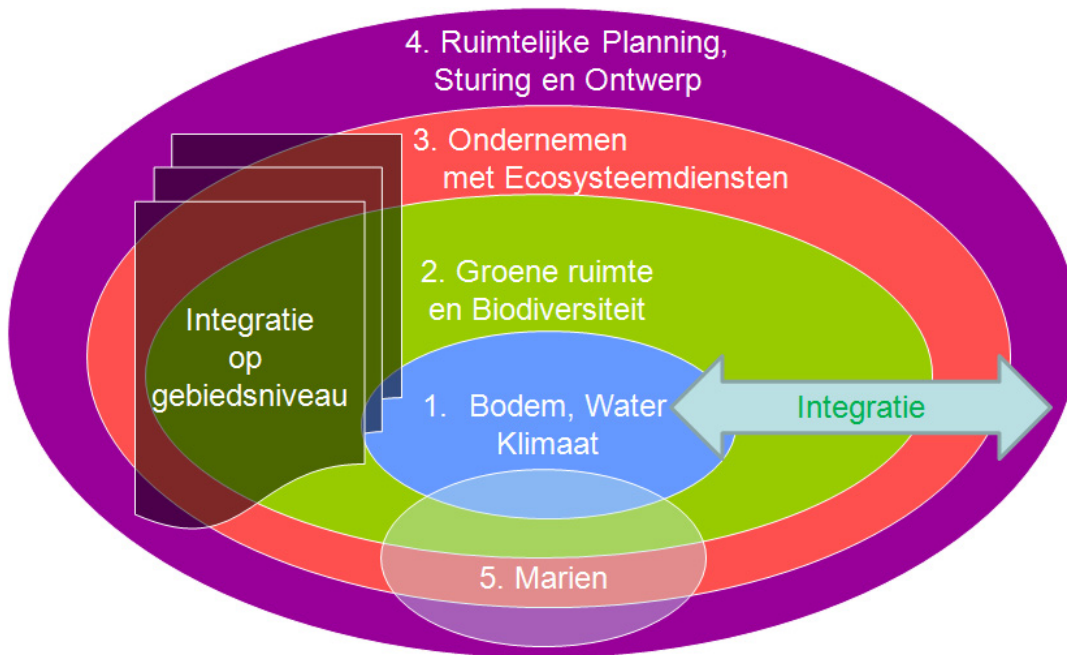 4. Ruimtelijke Planning,
Sturing en Ontwerp
3. Ondernemen
met Ecosysteemdiensten
2. Groene ruimte
en Biodiversiteit
Integratie
op
gebiedsniveau
1. Bodem, Water
Klimaat
Integratie
5. Marien